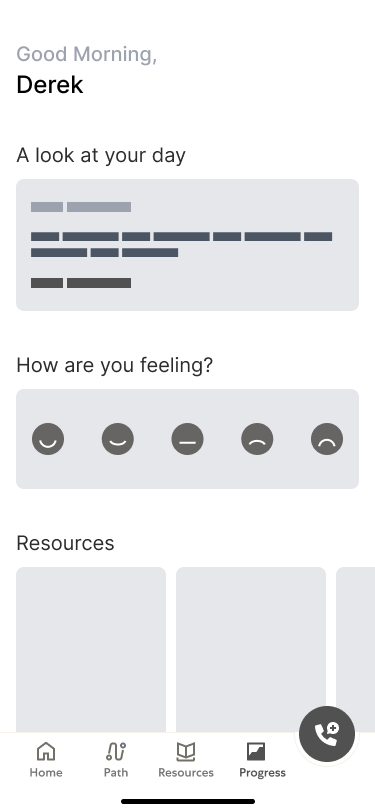 Good Morning,
Derek
A look at your day
How are you feeling?
Resources
Home
Path
Resources
Progress